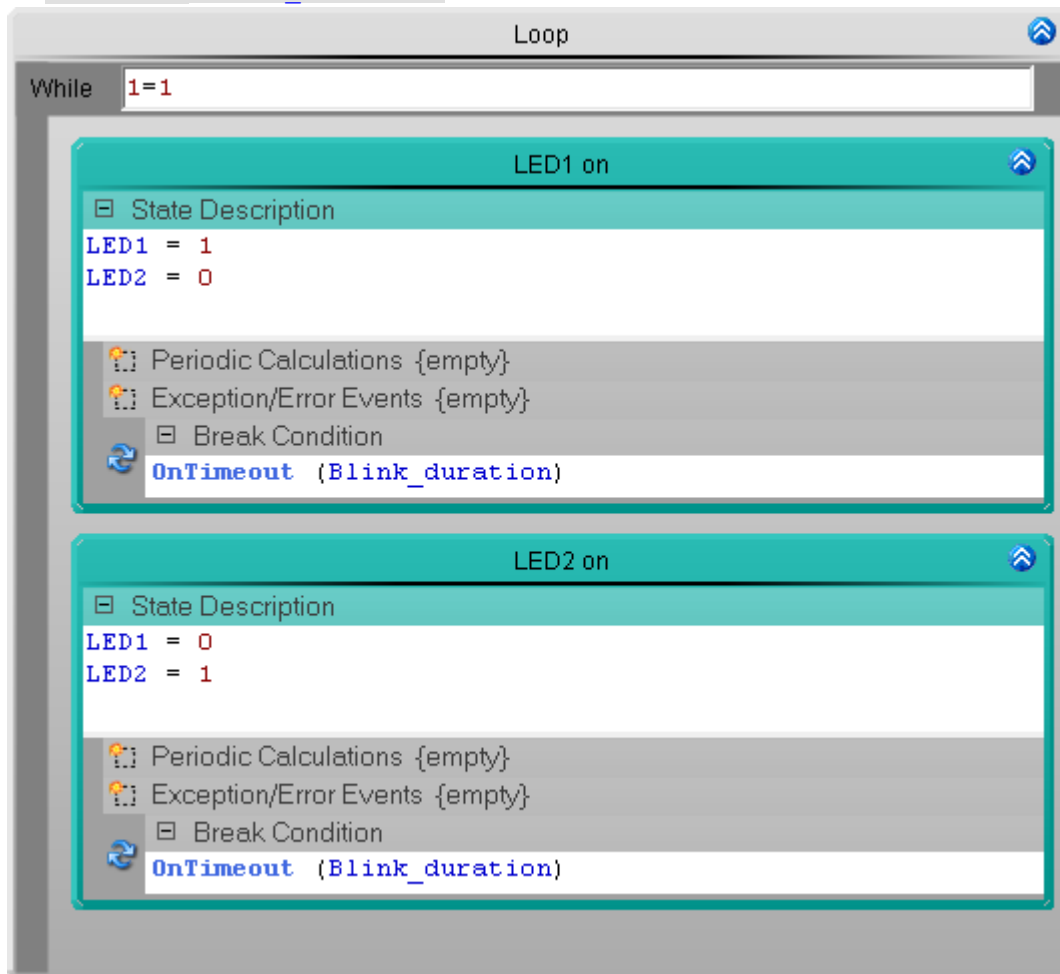 Loop
While 1=1
LED1 on
State Description
LED1 = 1
LED2 = 0
Periodic Calculations {empty}
Exception/Error Events {empty}
Break Condition
OnTimeout (Blink_duration)
LED2 on
State Description
LED1 = 0
LED2 = 1
Periodic Calculations {empty}
Exception/Error Events {empty}
Break Condition
OnTimeout (Blink_duration)